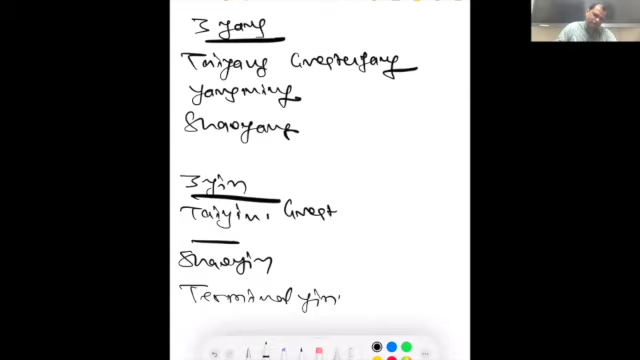 3 yang
Taiyang Greateryang
yangming
Shaoyang
3 yin
Taiyin. Great
Shaoyin
Terminal yin